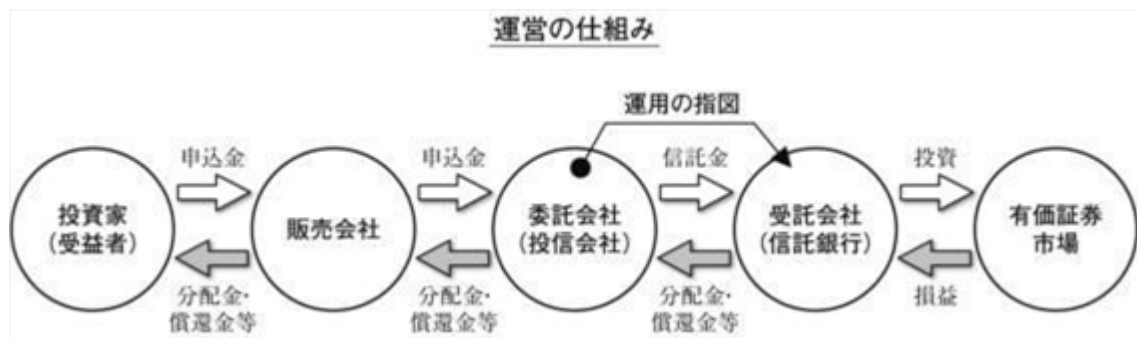 運営の仕組み
運用の指図
申込金
申込金
信託金
投資
投資家
（受益者）
販売会社
委託会社
（投信会社）
受託会社
（信託銀行）
有価証券
市場
分配金・
償還金等
分配金・
償還金等
分配金・
償還金等
損益